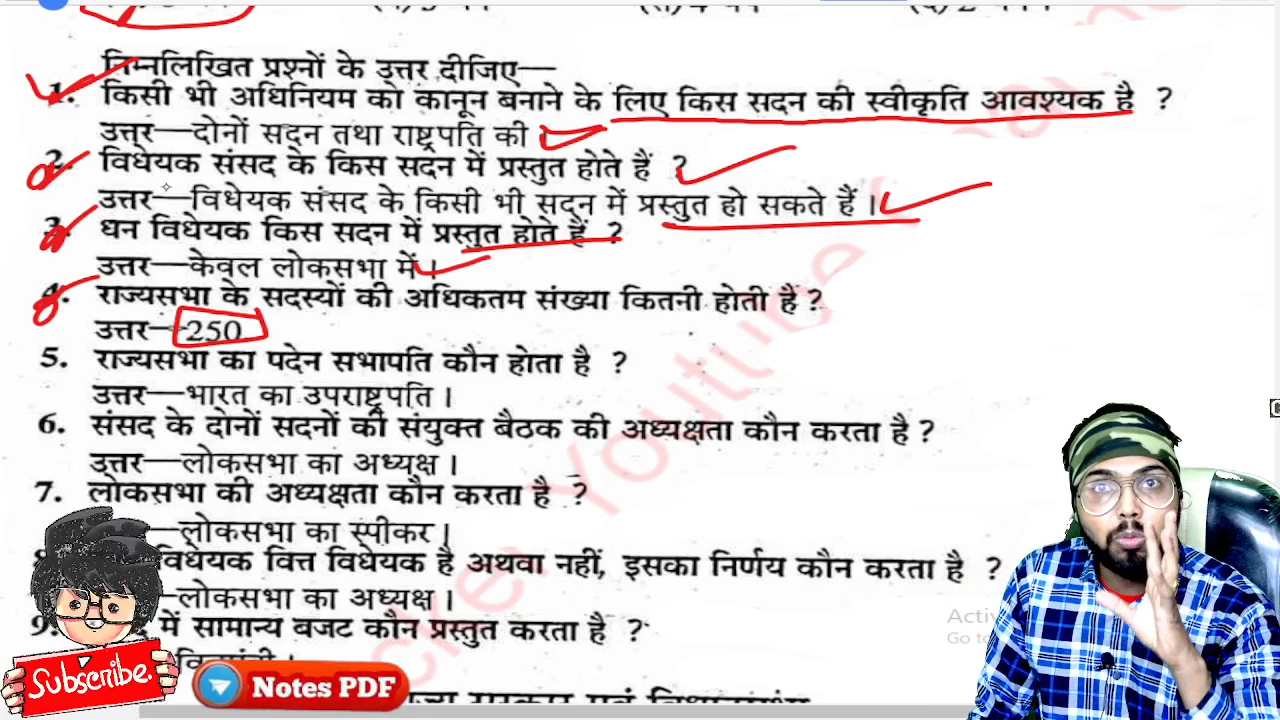 निम्नलिखित प्रश्नों के उत्तर दीजिए—
1. किसी भी अधिनियम को कानून बनाने के लिए किस सदन की स्वीकृति आवश्यक है ?
उत्तर—दोनों सदन तथा राष्ट्रपति की
2. विधेयक संसद के किस सदन में प्रस्तुत होते हैं ?
उत्तर—विधेयक संसद के किसी भी सदन में प्रस्तुत हो सकते हैं ।
3. धन विधेयक किस सदन में प्रस्तुत होते हैं ?
उत्तर—केवल लोकसभा में ।
4. राज्यसभा के सदस्यों की अधिकतम संख्या कितनी होती है ?
उत्तर—250
5. राज्यसभा का पदेन सभापति कौन होता है ?
उत्तर—भारत का उपराष्ट्रपति ।
6. संसद के दोनों सदनों की संयुक्त बैठक की अध्यक्षता कौन करता है ?
उत्तर—लोकसभा का अध्यक्ष ।
7. लोकसभा की अध्यक्षता कौन करता है ?
—लोकसभा का स्पीकर ।
विधेयक वित्त विधेयक है अथवा नहीं, इसका निर्णय कौन करता है ?
—लोकसभा का अध्यक्ष ।
9. में सामान्य बजट कौन प्रस्तुत करता है ?
Subscribe.
Notes PDF
Youtube